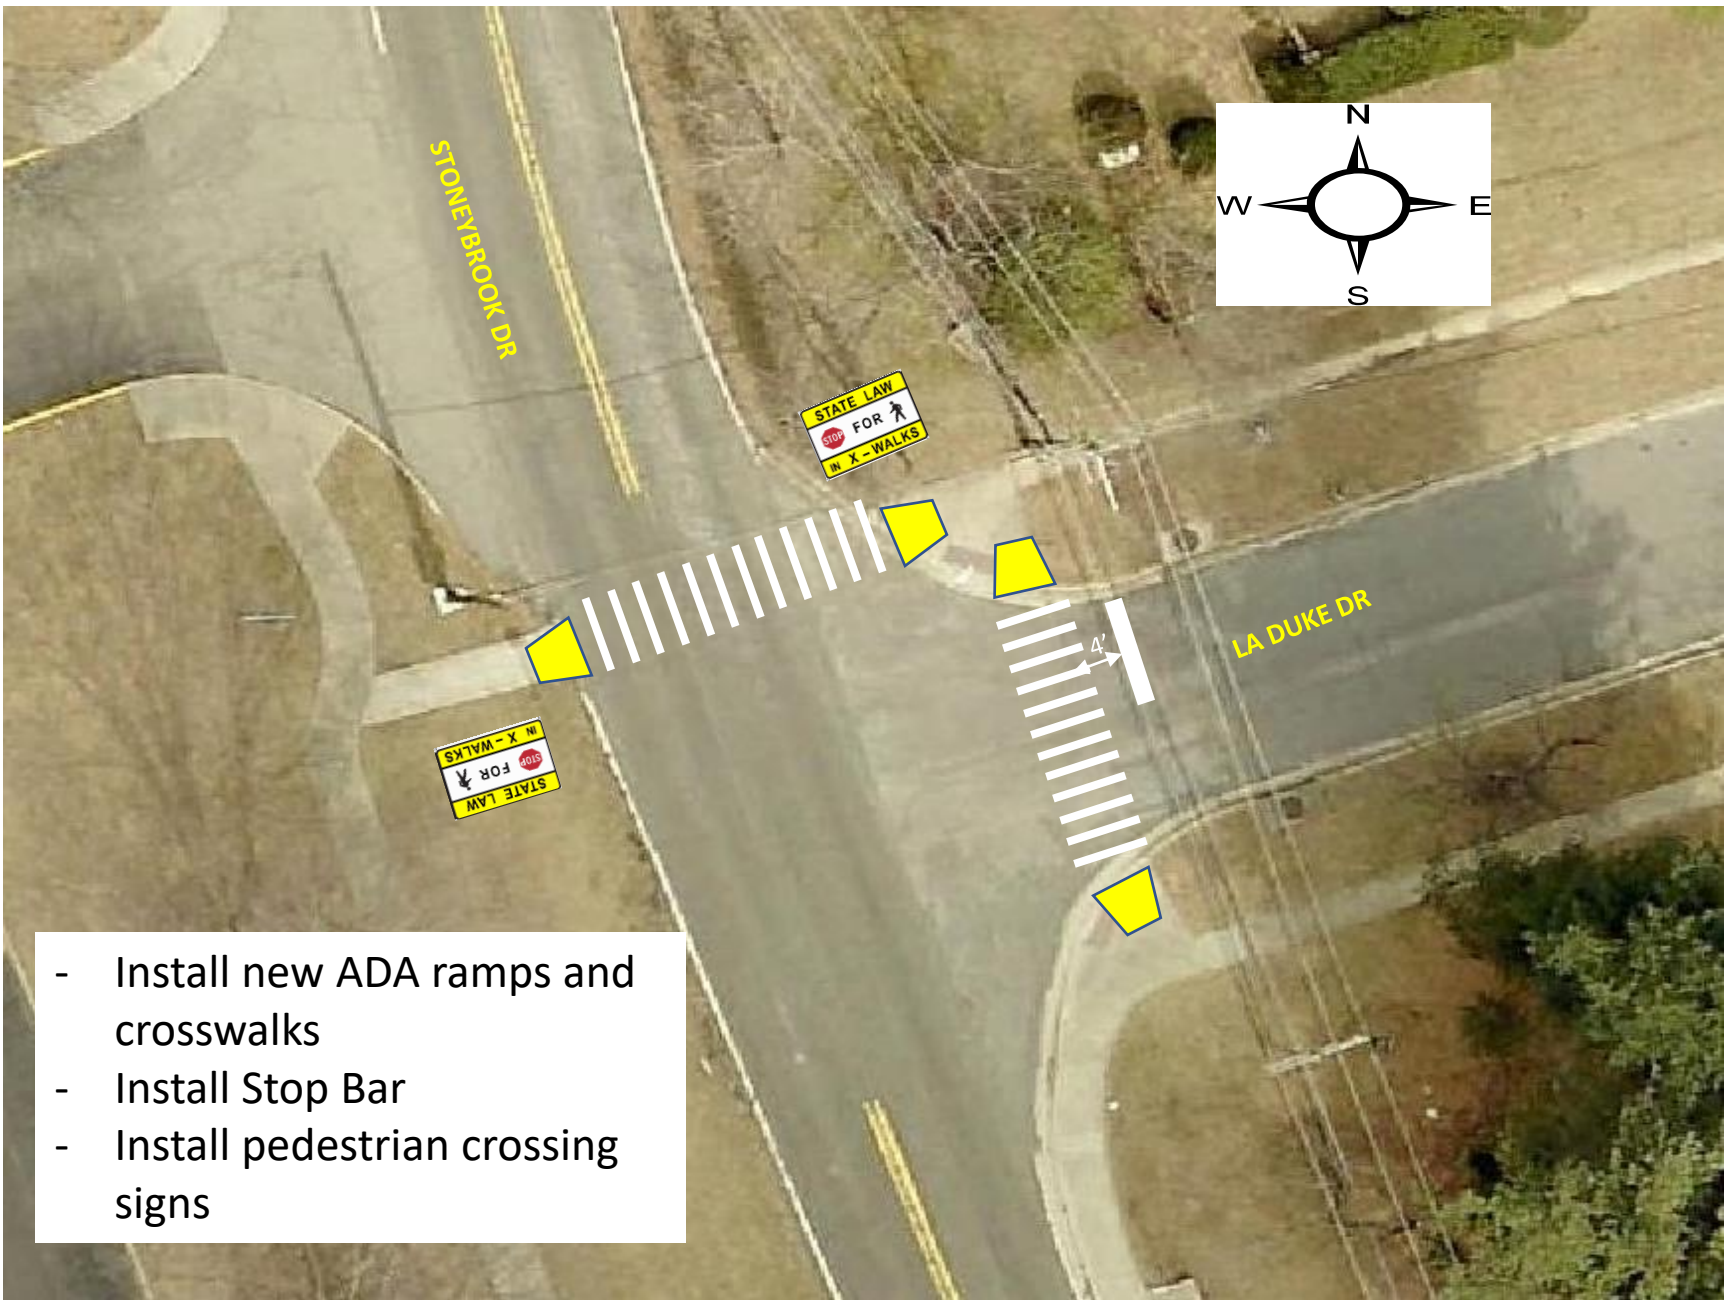 N
W E
S
STONEYBROOK DR
STATE LAW
STOP FOR
IN X-WALKS
4'
LA DUKE DR
STATE LAW
STOP FOR
IN X-WALKS
- Install new ADA ramps and
crosswalks
- Install Stop Bar
- Install pedestrian crossing
signs